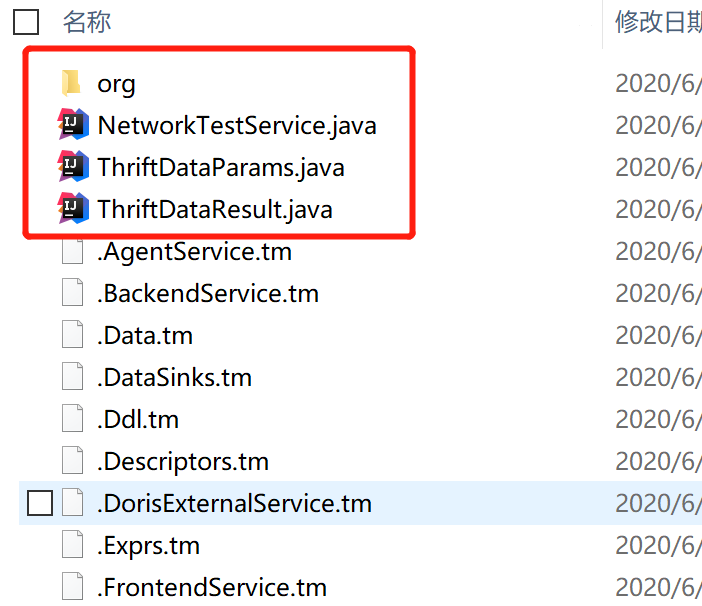 名称 修改日期
org 2020/6/
NetworkTestService.java 2020/6/
ThriftDataParams.java 2020/6/
ThriftDataResult.java 2020/6/
.AgentService.tm 2020/6/
.BackendService.tm 2020/6/
.Data.tm 2020/6/
.DataSinks.tm 2020/6/
.Ddl.tm 2020/6/
.Descriptors.tm 2020/6/
.DorisExternalService.tm 2020/6/
.Exprs.tm 2020/6/
.FrontendService.tm 2020/6/